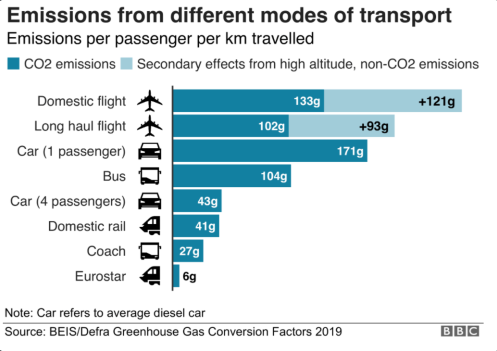 Emissions from different modes of transport
Emissions per passenger per km travelled
CO2 emissions Secondary effects from high altitude, non-CO2 emissions
Domestic flight 133g +121g
Long haul flight 102g +93g
Car (1 passenger) 171g
Bus 104g
Car (4 passengers) 43g
Domestic rail 41g
Coach 27g
Eurostar 6g
Note: Car refers to average diesel car
Source: BEIS/Defra Greenhouse Gas Conversion Factors 2019 BBC